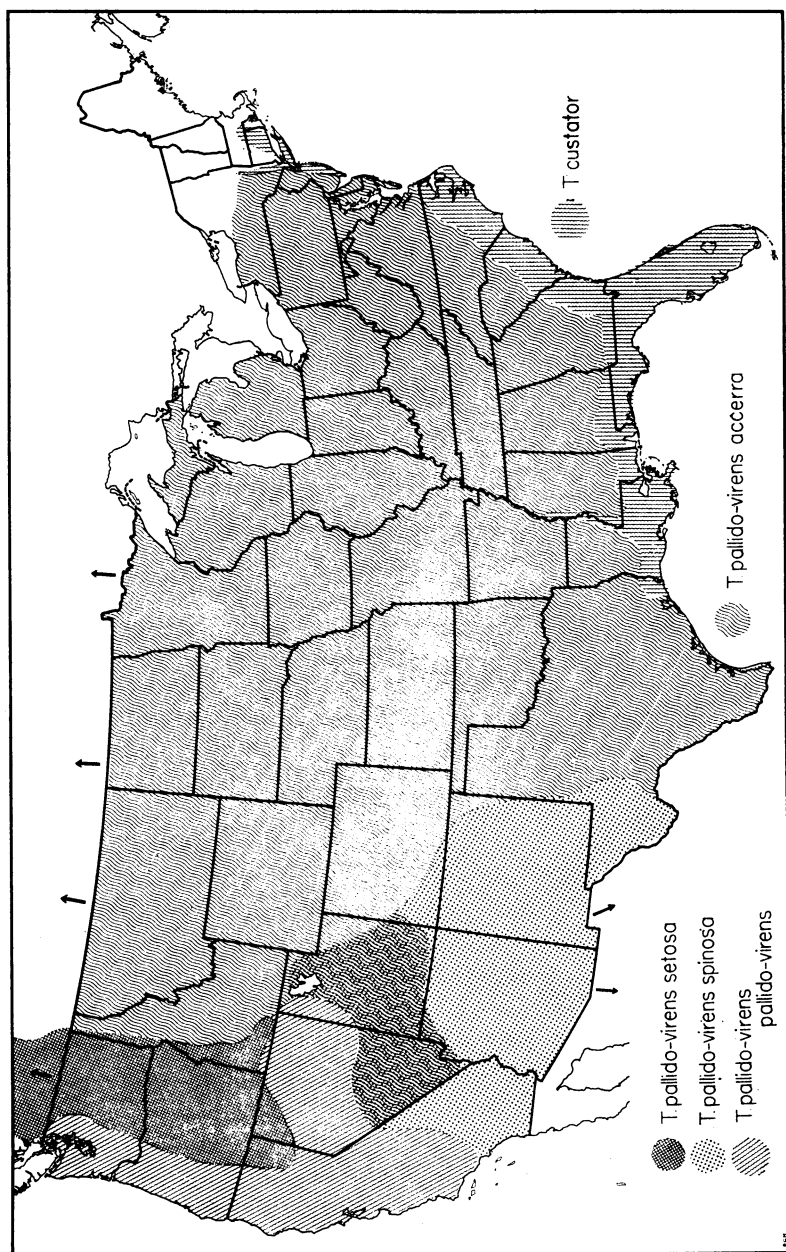 T. pallido-virens setosa
T. pallido-virens spinosa
T. pallido-virens
pallido-virens
T. pallido-virens accerra
T custator